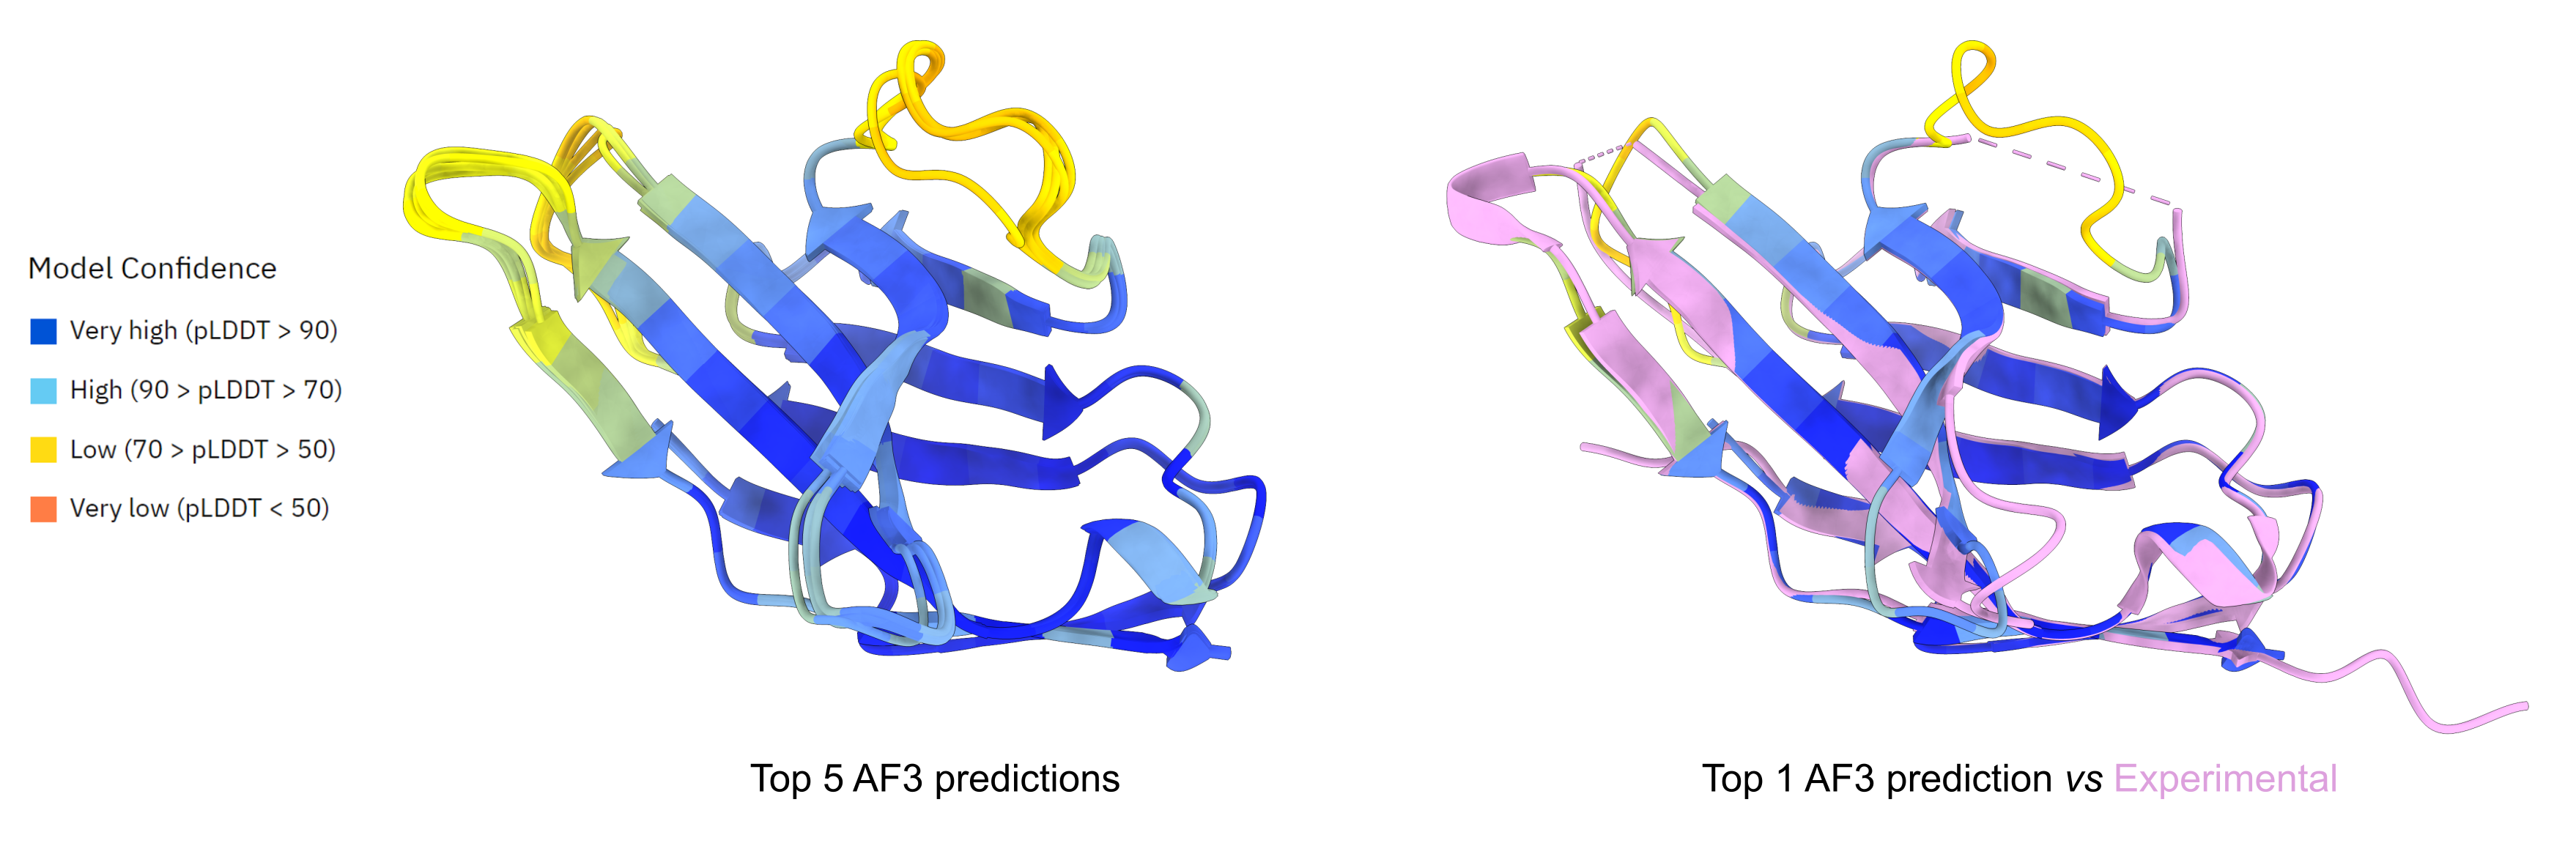 Model Confidence
Very high (pLDDT > 90)
High (90 > pLDDT > 70)
Low (70 > pLDDT > 50)
Very low (pLDDT < 50)
Top 5 AF3 predictions
Top 1 AF3 prediction vs Experimental